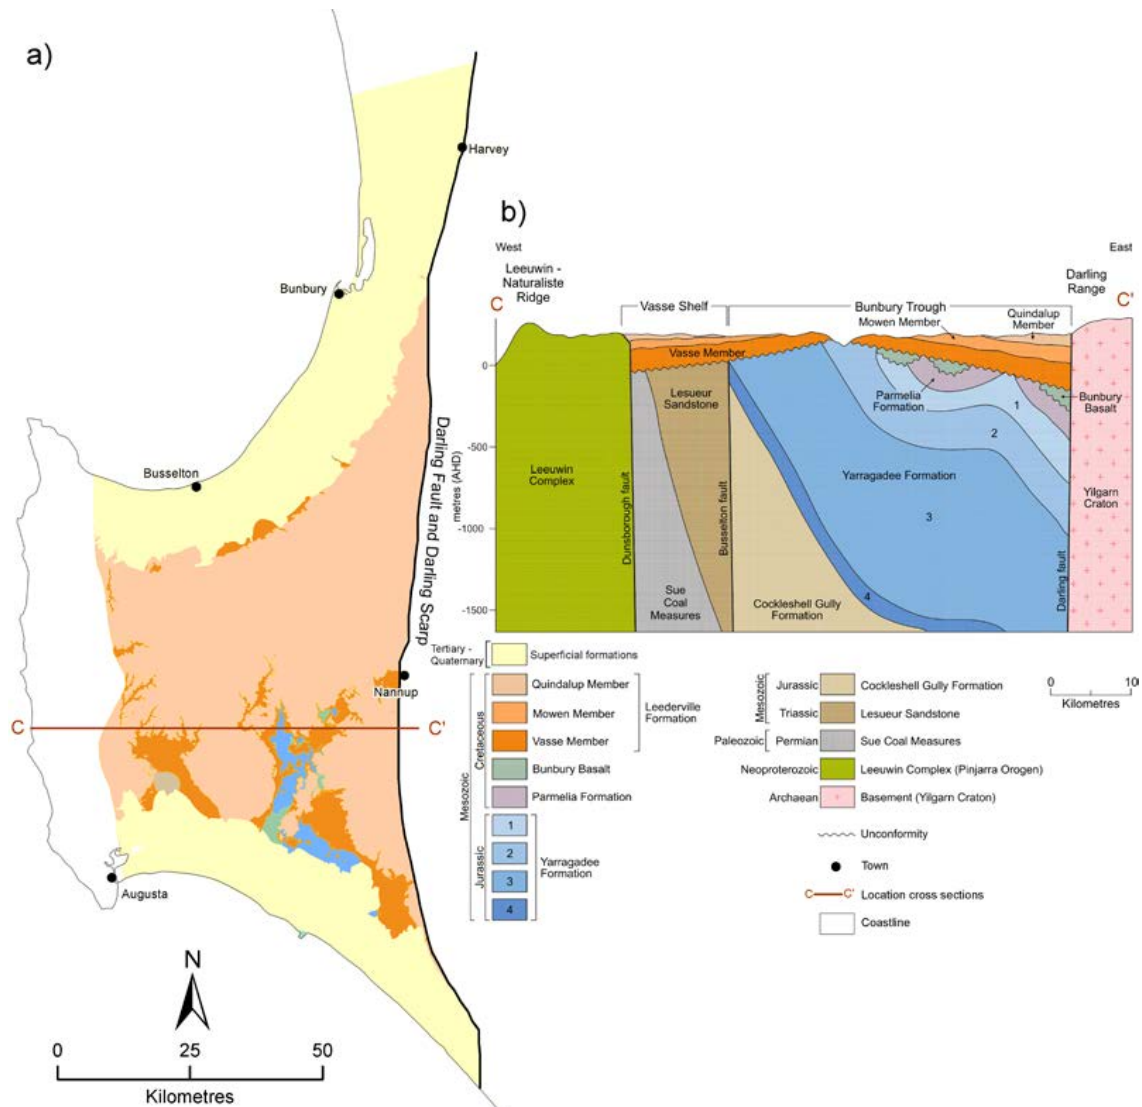 a)
Harvey
Bunbury
Busselton
Darling Fault and Darling Scarp
Nannup
C
C'
Augusta
N
0
25
50
Kilometres
b)
West
East
Leeuwin -
Naturaliste
Ridge
Darling
Range
C
C'
Vasse Shelf
Bunbury Trough
Mowen Member
Quindalup
Member
Vasse Member
0
-500
-1000
-1500
metres (AHD)
Lesueur
Sandstone
Parmelia
Formation
Bunbury
Basalt
1
2
Leeuwin
Complex
Dunsborough fault
Busselton fault
Yarragadee Formation
3
Yilgarn
Craton
Darling fault
Sue
Coal
Measures
Cockleshell Gully
Formation
4
Tertiary -
Quaternary
Superficial formations
Mesozoic
Cretaceous
Quindalup Member
Mowen Member
Vasse Member
Leederville
Formation
Bunbury Basalt
Parmelia Formation
Jurassic
1
2
3
4
Yarragadee
Formation
Mesozoic
Jurassic
Cockleshell Gully Formation
Triassic
Lesueur Sandstone
Paleozoic
Permian
Sue Coal Measures
Neoproterozoic
Leeuwin Complex (Pinjarra Orogen)
Archaean
Basement (Yilgarn Craton)
Unconformity
Town
C
C'
Location cross sections
Coastline
0
10
Kilometres